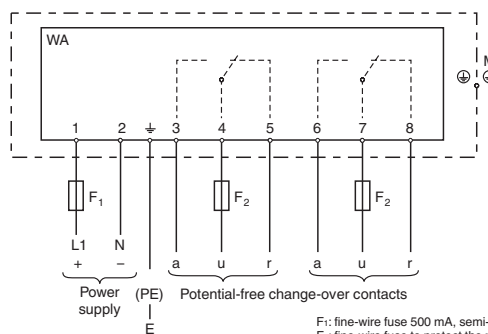 WA
M
1 2 3 4 5 6 7 8
F1 F2 F2
L1 N a u r a u r
+ –
Power supply
(PE)
Potential-free change-over contacts
E
F1: fine-wire fuse 500 mA, semi-